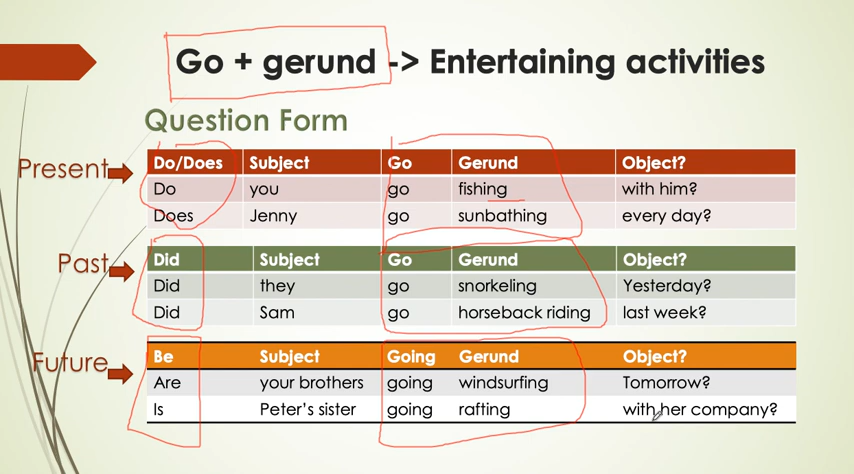 Go + gerund -> Entertaining activities
Question Form
Present
Do/Does Subject Go Gerund Object?
Do you go fishing with him?
Does Jenny go sunbathing every day?
Past
Did Subject Go Gerund Object?
Did they go snorkeling Yesterday?
Did Sam go horseback riding last week?
Future
Be Subject Going Gerund Object?
Are your brothers going windsurfing Tomorrow?
Is Peter's sister going rafting with her company?